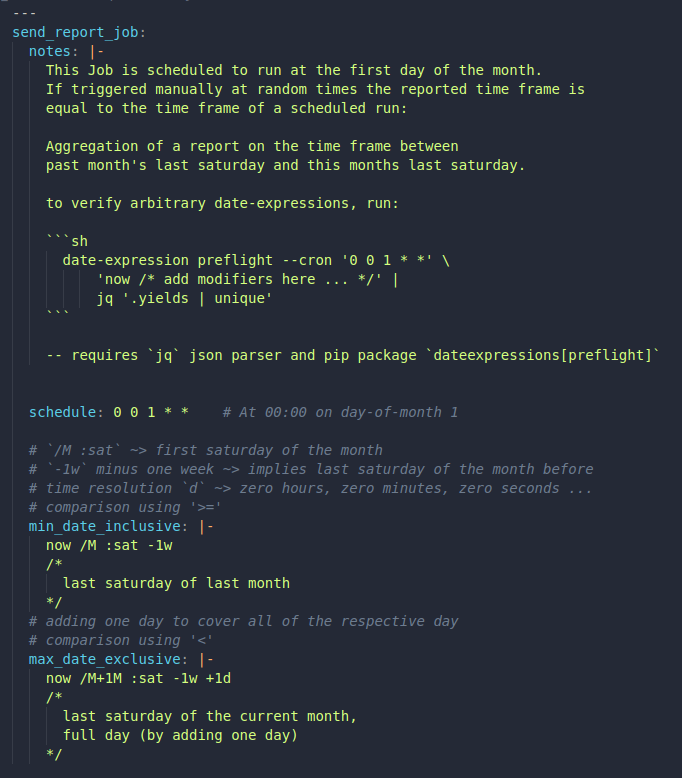 ---
send_report_job:
  notes: |-
    This Job is scheduled to run at the first day of the month.
    If triggered manually at random times the reported time frame is
    equal to the time frame of a scheduled run:

    Aggregation of a report on the time frame between
    past month's last saturday and this months last saturday.

    to verify arbitrary date-expressions, run:

    ```sh
      date-expression preflight --cron '0 0 1 * *' \
          'now /* add modifiers here ... */' |
          jq '.yields | unique'
    ```

    -- requires `jq` json parser and pip package `dateexpressions[preflight]`


  schedule: 0 0 1 * *    # At 00:00 on day-of-month 1

  # `/M :sat` ~> first saturday of the month
  # `-1w` minus one week ~> implies last saturday of the month before
  # time resolution `d` ~> zero hours, zero minutes, zero seconds ...
  # comparison using '>='
  min_date_inclusive: |-
    now /M :sat -1w
    /*
      last saturday of last month
    */
  # adding one day to cover all of the respective day
  # comparison using '<'
  max_date_exclusive: |-
    now /M+1M :sat -1w +1d
    /*
      last saturday of the current month,
      full day (by adding one day)
    */